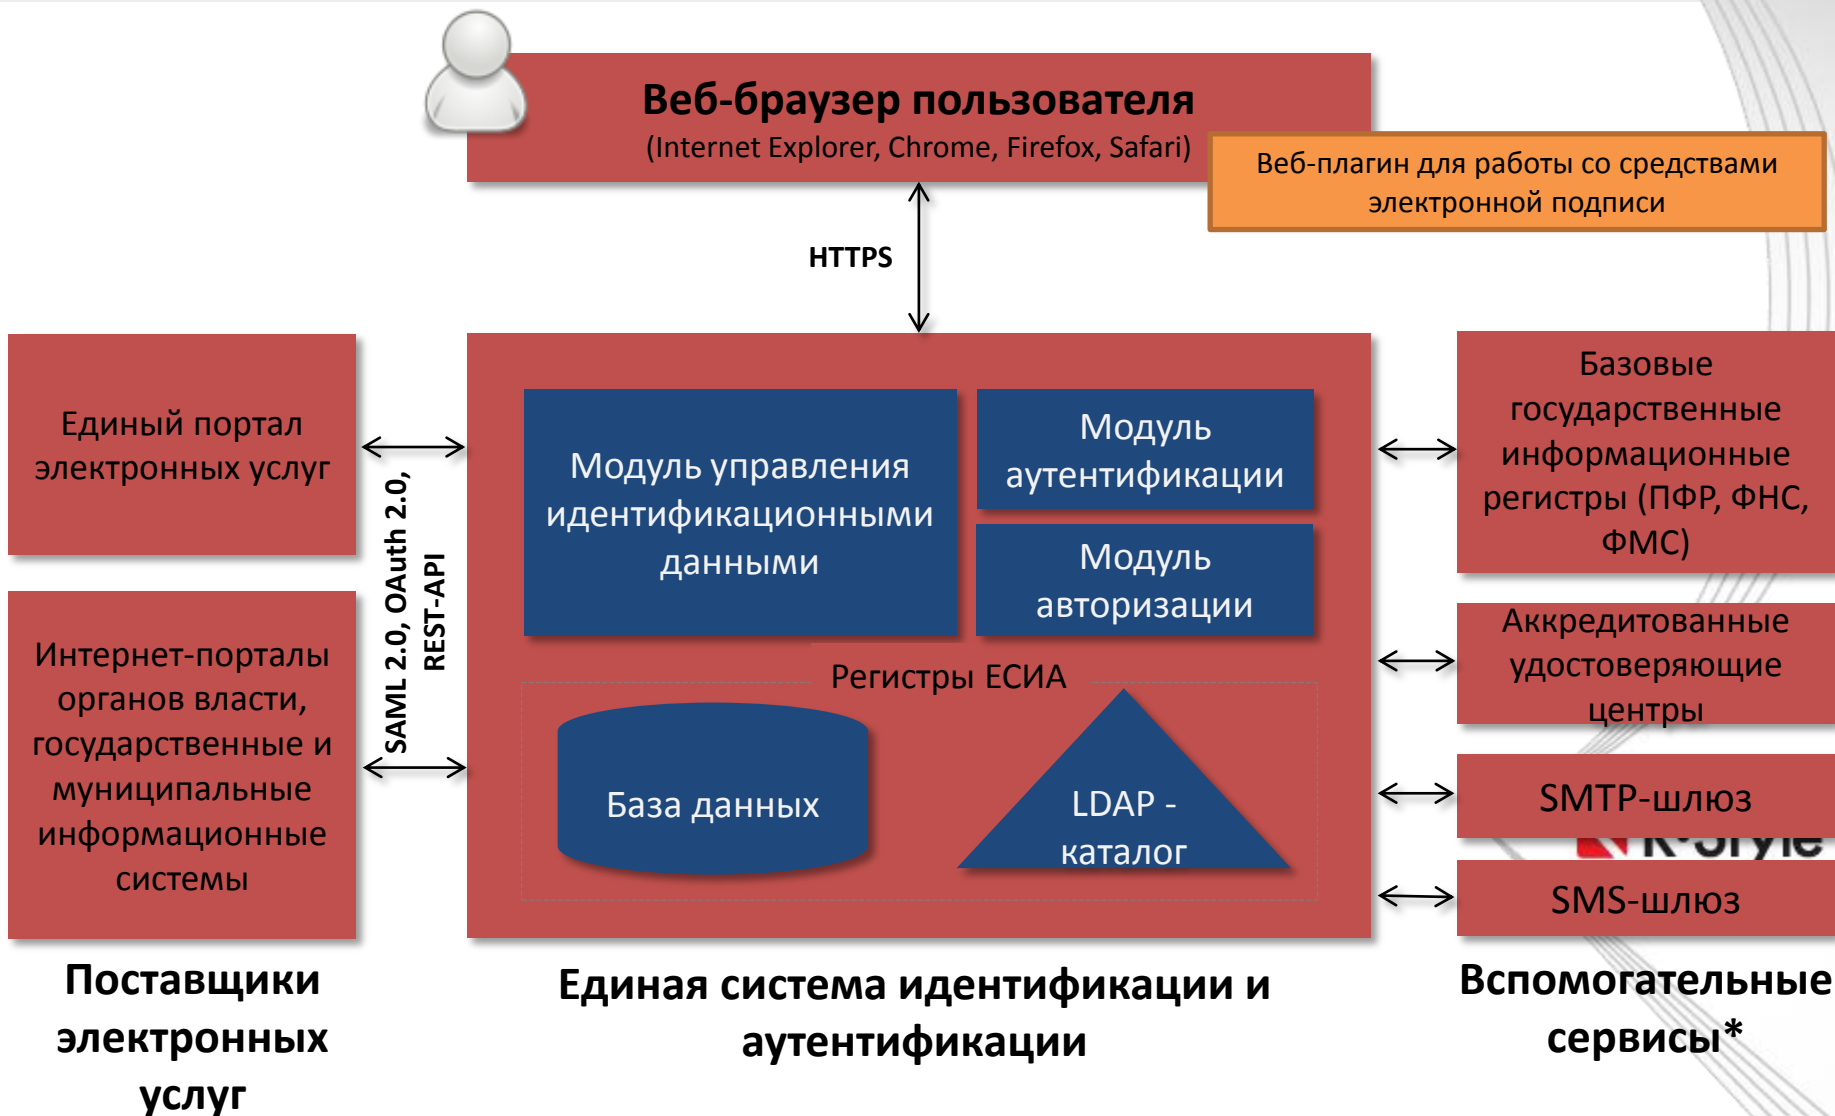 Веб-браузер пользователя
(Internet Explorer, Chrome, Firefox, Safari)
Веб-плагин для работы со средствами
электронной подписи
HTTPS
Единый портал
электронных услуг
Интернет-порталы
органов власти,
государственные и
муниципальные
информационные
системы
SAML 2.0, OAuth 2.0,
REST-API
Модуль управления
идентификационными
данными
Модуль
аутентификации
Модуль
авторизации
Регистры ЕСИА
База данных
LDAP -
каталог
Базовые
государственные
информационные
регистры (ПФР, ФНС,
ФМС)
Аккредитованные
удостоверяющие
центры
SMTP-шлюз
R·Style
SMS-шлюз
Поставщики
электронных
услуг
Единая система идентификации и
аутентификации
Вспомогательные
сервисы*